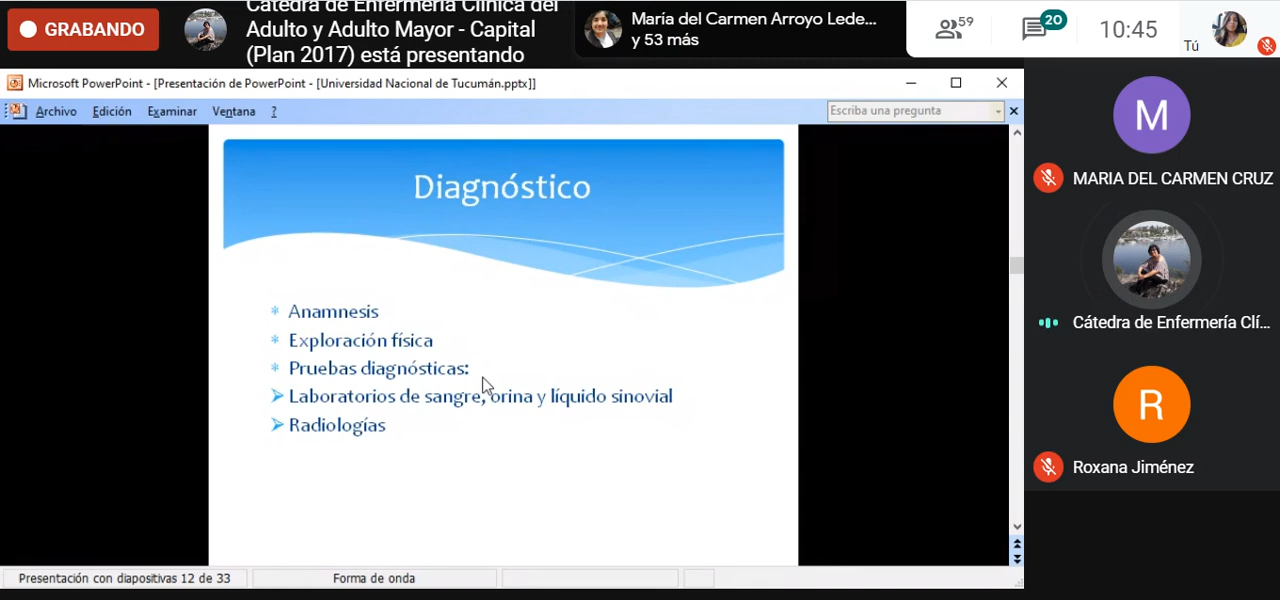 GRABANDO
Cátedra de Enfermería Clínica del
Adulto y Adulto Mayor - Capital
(Plan 2017) está presentando
María del Carmen Arroyo Lede...
y 53 más
59
20
10:45
Tú
Microsoft PowerPoint - [Presentación de PowerPoint - [Universidad Nacional de Tucumán.pptx]]
Archivo Edición Examinar Ventana ?
Escriba una pregunta
Diagnóstico
Anamnesis
Exploración física
Pruebas diagnósticas:
Laboratorios de sangre, orina y líquido sinovial
Radiologías
Presentación con diapositivas 12 de 33
Forma de onda
M
MARIA DEL CARMEN CRUZ
Cátedra de Enfermería Clí...
R
Roxana Jiménez